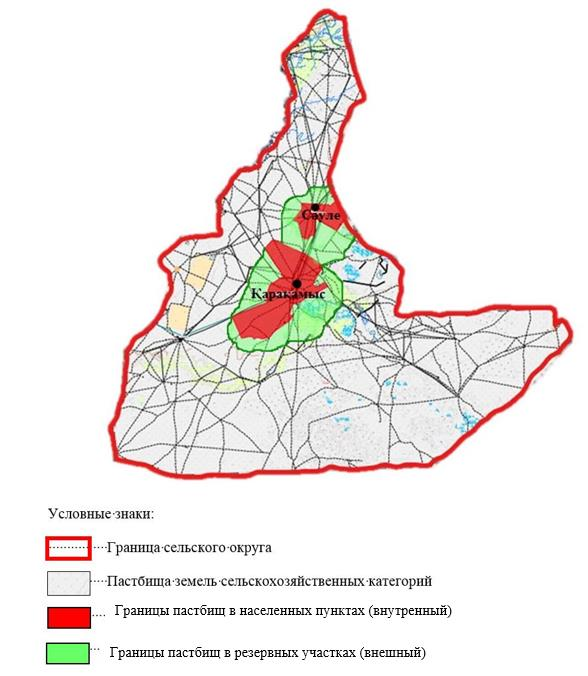 Сәуле
Қарақамыс
Условные знаки:
Граница сельского округа
Пастбища земель сельскохозяйственных категорий
Границы пастбищ в населенных пунктах (внутренный)
Границы пастбищ в резервных участках (внешный)